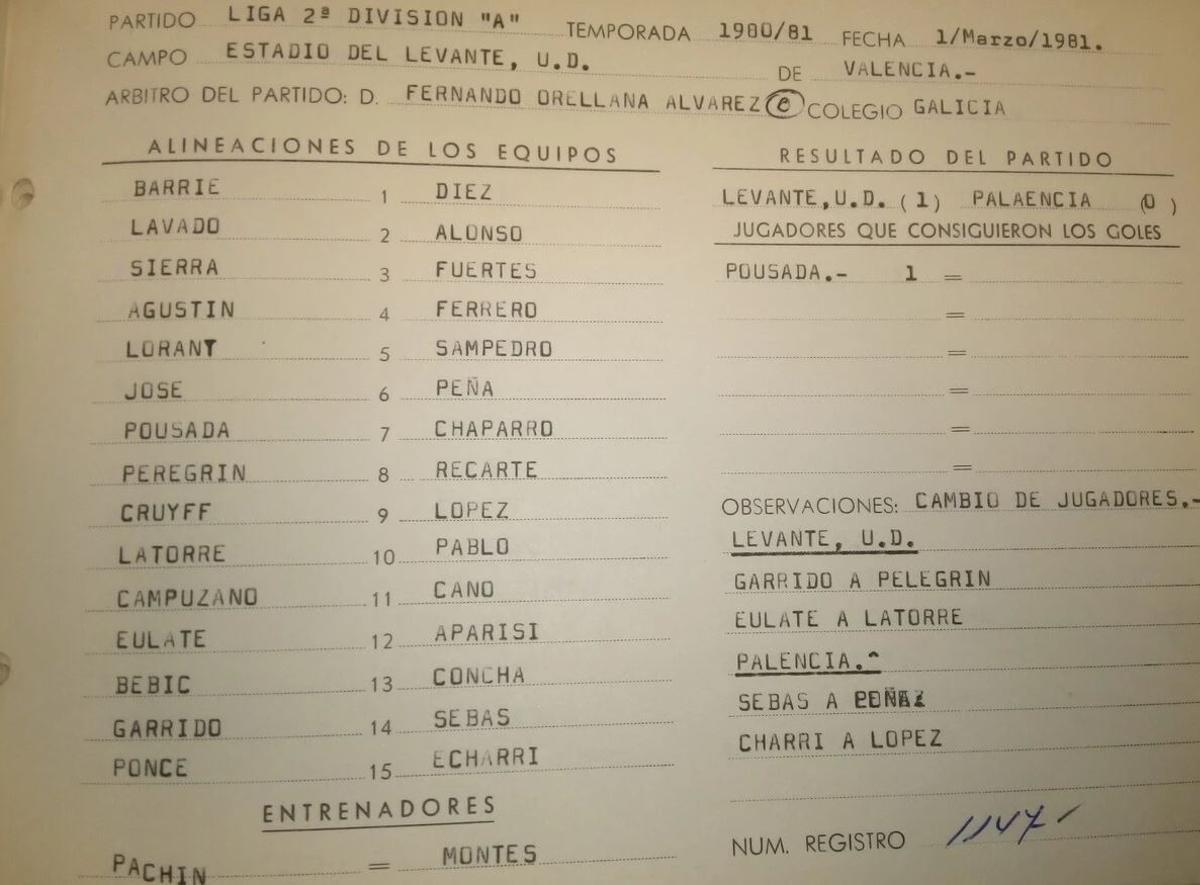 PARTIDO LIGA 2ª DIVISION "A" TEMPORADA 1980/81 FECHA 1/Marzo/1981.
CAMPO ESTADIO DEL LEVANTE, U.D. DE VALENCIA.-
ARBITRO DEL PARTIDO: D. FERNANDO ORELLANA ALVAREZ e COLEGIO GALICIA
ALINEACIONES DE LOS EQUIPOS
BARRIE 1 DIEZ
LAVADO 2 ALONSO
SIERRA 3 FUERTES
AGUSTIN 4 FERRERO
LORANT 5 SAMPEDRO
JOSE 6 PEÑA
POUSADA 7 CHAPARRO
PEREGRIN 8 RECARTE
CRUYFF 9 LOPEZ
LATORRE 10 PABLO
CAMPUZANO 11 CANO
EULATE 12 APARISI
BEBIC 13 CONCHA
GARRIDO 14 SEBAS
PONCE 15 ECHARRI
ENTRENADORES
PACHIN = MONTES
RESULTADO DEL PARTIDO
LEVANTE,U.D. (1) PALAENCIA (0)
JUGADORES QUE CONSIGUIERON LOS GOLES
POUSADA.- 1 =
=
=
=
=
=
OBSERVACIONES: CAMBIO DE JUGADORES.-
LEVANTE, U.D.
GARRIDO A PELEGRIN
EULATE A LATORRE
PALENCIA.^
SEBAS A
CHARRI A LOPEZ
NUM. REGISTRO 1147